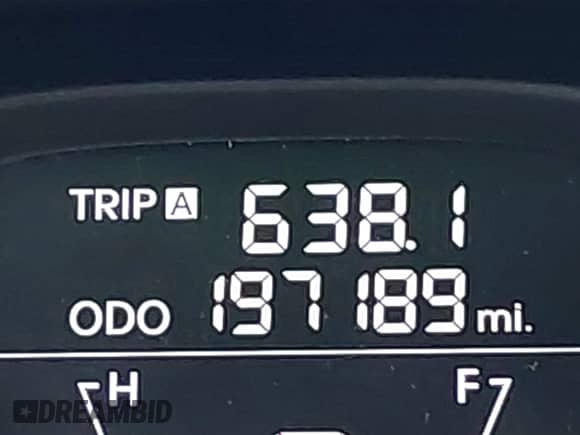 TRIP A 638.1
ODO 197189 mi.
H F
DREAMBID